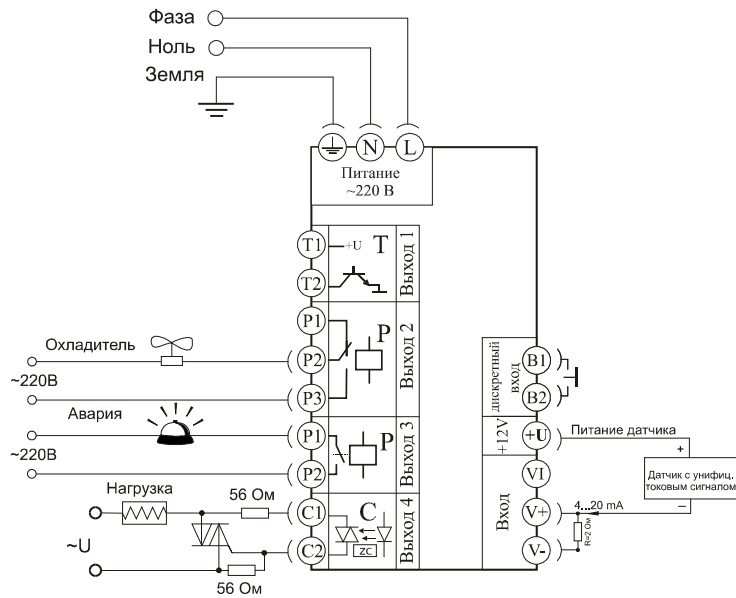 Фаза
Ноль
Земля
N
L
Питание
~220 В
T1
+U
T
T2
Выход 1
P1
P
P2
P3
Выход 2
Охладитель
~220В
Авария
~220В
P1
P
P2
Выход 3
Нагрузка
56 Ом
~U
56 Ом
C1
C
ZC
C2
Выход 4
дискретный
вход
B1
B2
+12V
+U
Питание датчика
+
Датчик с унифиц.
токовым сигналом
–
Вход
VI
V+
4...20 mA
R=2 Ом
V-